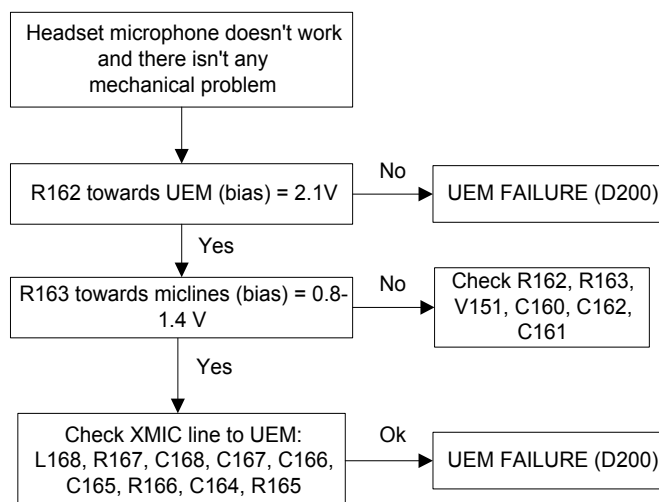 Headset microphone doesn't work
and there isn't any
mechanical problem
R162 towards UEM (bias) = 2.1V
No
UEM FAILURE (D200)
Yes
R163 towards miclines (bias) = 0.8-
1.4 V
No
Check R162, R163,
V151, C160, C162,
C161
Yes
Check XMIC line to UEM:
L168, R167, C168, C167, C166,
C165, R166, C164, R165
Ok
UEM FAILURE (D200)